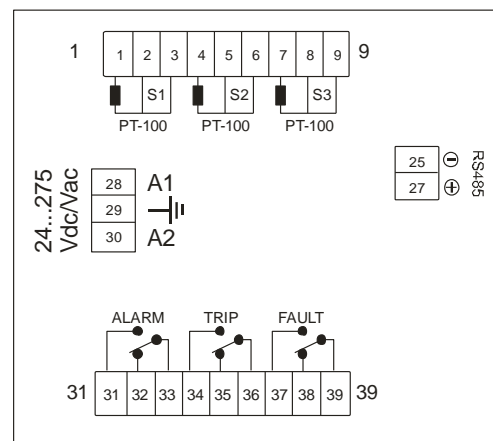 1 1 2 3 4 5 6 7 8 9 9
S1 S2 S3
PT-100 PT-100 PT-100
25
27
RS485
24...275
Vdc/Vac
28 A1
29
30 A2
ALARM TRIP FAULT
31 31 32 33 34 35 36 37 38 39 39